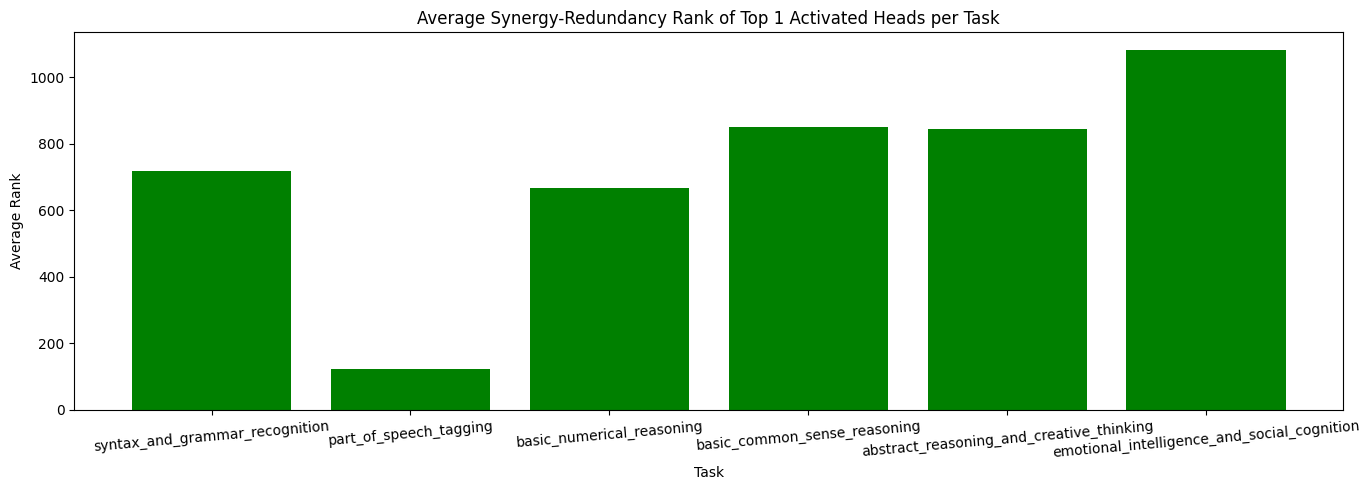 Average Synergy-Redundancy Rank of Top 1 Activated Heads per Task
Average Rank
1000
800
600
400
200
0
syntax_and_grammar_recognition
part_of_speech_tagging
basic_numerical_reasoning
basic_common_sense_reasoning
abstract_reasoning_and_creative_thinking
emotional_intelligence_and_social_cognition
Task